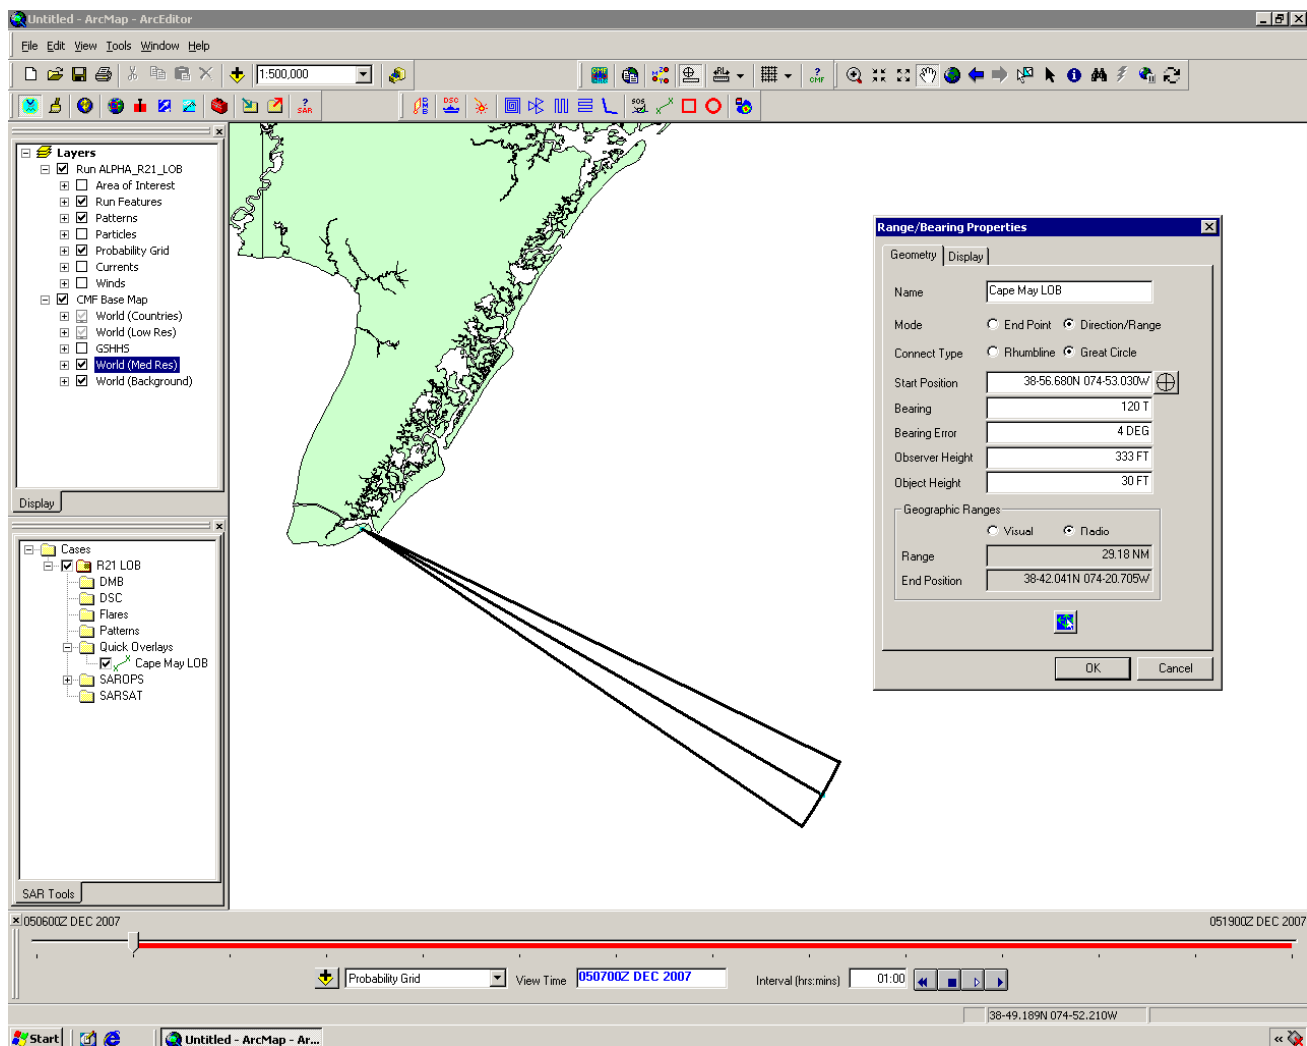 Untitled - ArcMap - ArcEditor
File Edit View Tools Window Help
1:500,000
? CMF
DMB
DSC
SOS
? SAR
Layers
Run ALPHA_R21_LOB
Area of Interest
Run Features
Patterns
Particles
Probability Grid
Currents
Winds
CMF Base Map
World (Countries)
World (Low Res)
GSHHS
World (Med Res)
World (Background)
Display
Cases
R21 LOB
DMB
DSC
Flares
Patterns
Quick Overlays
Cape May LOB
SAROPS
SARSAT
SAR Tools
Range/Bearing Properties
Geometry Display
Name Cape May LOB
Mode End Point Direction/Range
Connect Type Rhumbline Great Circle
Start Position 38-56.680N 074-53.030W
Bearing 120 T
Bearing Error 4 DEG
Observer Height 333 FT
Object Height 30 FT
Geographic Ranges
Visual Radio
Range 29.18 NM
End Position 38-42.041N 074-20.705W
OK Cancel
050600Z DEC 2007 051900Z DEC 2007
Probability Grid View Time 050700Z DEC 2007 Interval (hrs:mins) 01:00
38-49.189N 074-52.210W
Start Untitled - ArcMap - Ar...